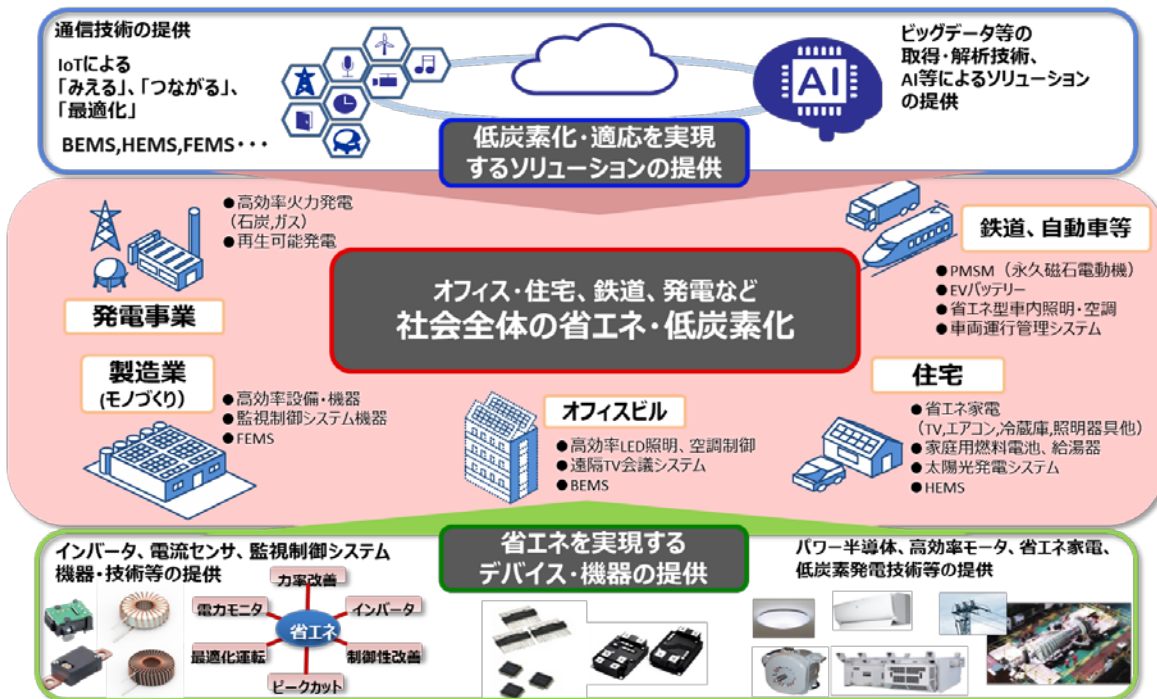 通信技術の提供
IoTによる
「みえる」、「つながる」、
「最適化」
BEMS,HEMS,FEMS・・・
AI
ビッグデータ等の
取得・解析技術、
AI等によるソリューション
の提供
低炭素化・適応を実現
するソリューションの提供
●高効率火力発電
（石炭,ガス）
●再生可能発電
発電事業
鉄道、自動車等
●PMSM（永久磁石電動機）
●EVバッテリー
●省エネ型車内照明・空調
●車両運行管理システム
オフィス・住宅、鉄道、発電など
社会全体の省エネ・低炭素化
製造業
(モノづくり)
●高効率設備・機器
●監視制御システム機器
●FEMS
オフィスビル
●高効率LED照明、空調制御
●遠隔TV会議システム
●BEMS
住宅
●省エネ家電
（TV,エアコン,冷蔵庫,照明器具他）
●家庭用燃料電池、給湯器
●太陽光発電システム
●HEMS
省エネを実現する
デバイス・機器の提供
インバータ、電流センサ、監視制御システム
機器・技術等の提供
力率改善
電力モニタ
インバータ
省エネ
最適化運転
制御性改善
ピークカット
パワー半導体、高効率モータ、省エネ家電、
低炭素発電技術等の提供